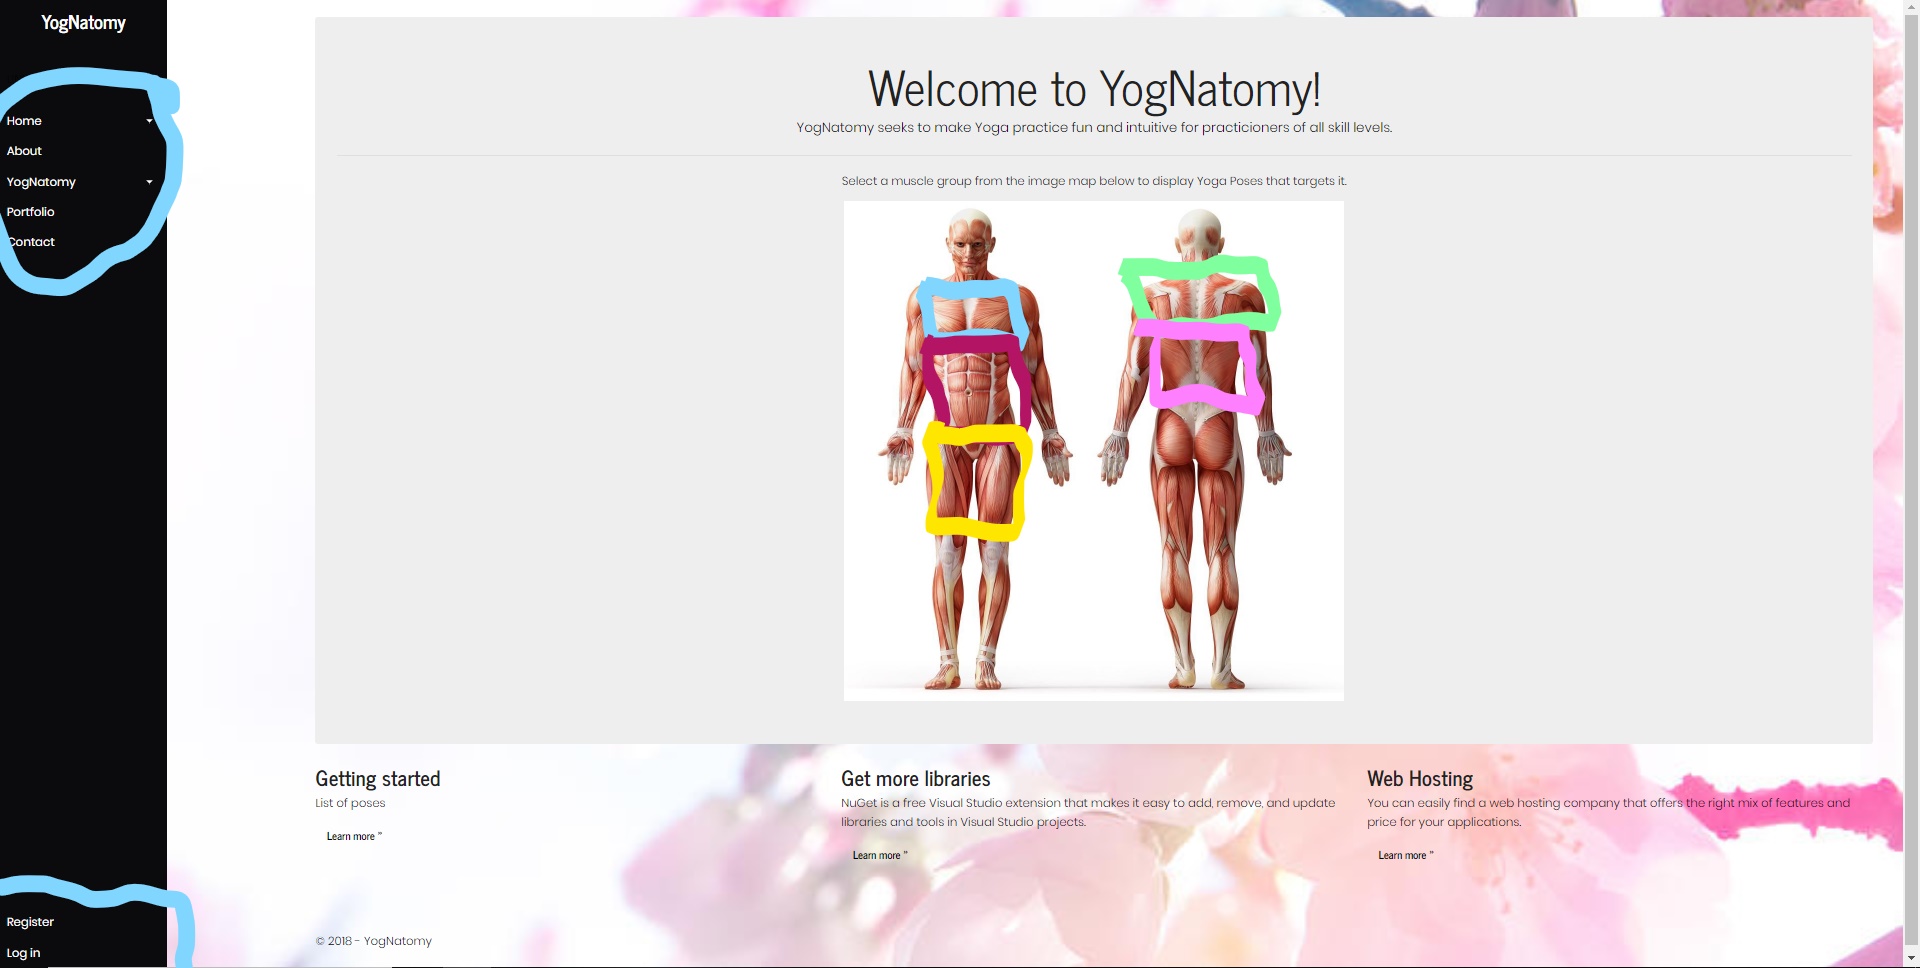 YogNatomy
Home
About
YogNatomy
Portfolio
Contact
Register
Log in
Welcome to YogNatomy!
YogNatomy seeks to make Yoga practice fun and intuitive for practicioners of all skill levels.
Select a muscle group from the image map below to display Yoga Poses that targets it.
Getting started
List of poses
Learn more »
Get more libraries
NuGet is a free Visual Studio extension that makes it easy to add, remove, and update
libraries and tools in Visual Studio projects.
Learn more »
Web Hosting
You can easily find a web hosting company that offers the right mix of features and
price for your applications.
Learn more »
© 2018 - YogNatomy